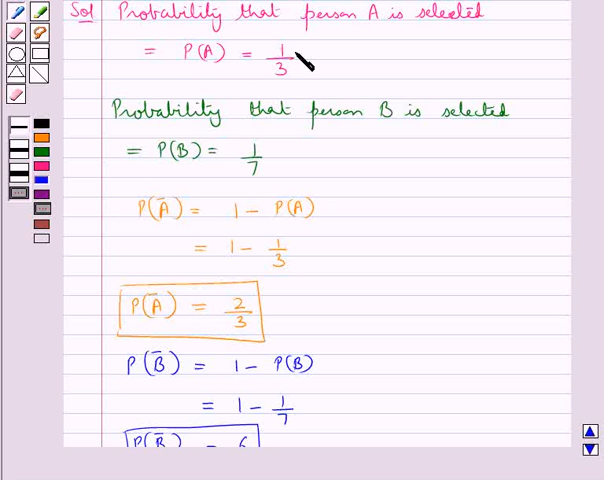 Sol Probability that person A is selected
= P(A) = 1/3
Probability that person B is selected
= P(B) = 1/7
P(Ā) = 1 - P(A)
= 1 - 1/3
P(Ā) = 2/3
P(B̄) = 1 - P(B)
= 1 - 1/7
P(B̄) = 6